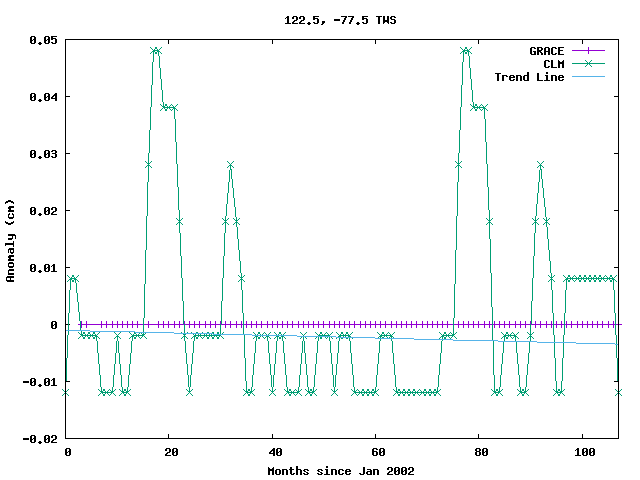 122.5, -77.5 TWS
GRACE
CLM
Trend Line
0.05
0.04
0.03
0.02
0.01
0
-0.01
-0.02
Anomaly (cm)
0 20 40 60 80 100
Months since Jan 2002